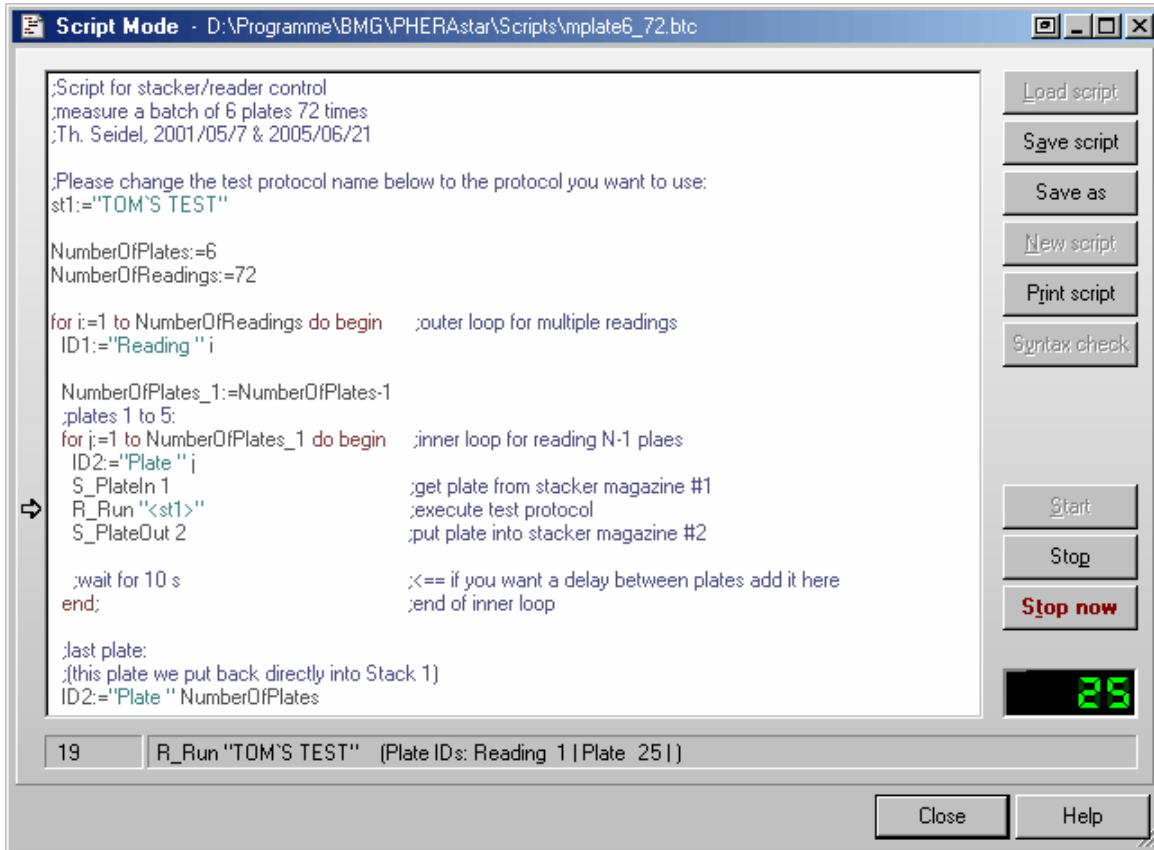 Script Mode - D:\Programme\BMG\PHERAstar\Scripts\mplate6_72.btc
;Script for stacker/reader control
;measure a batch of 6 plates 72 times
;Th. Seidel, 2001/05/7 & 2005/06/21
;Please change the test protocol name below to the protocol you want to use:
st1:="TOM`S TEST"
NumberOfPlates:=6
NumberOfReadings:=72
for i:=1 to NumberOfReadings do begin ;outer loop for multiple readings
ID1:="Reading " i
NumberOfPlates_1:=NumberOfPlates-1
;plates 1 to 5:
for j:=1 to NumberOfPlates_1 do begin ;inner loop for reading N-1 plaes
ID2:="Plate " j
S_PlateIn 1 ;get plate from stacker magazine #1
R_Run "<st1>" ;execute test protocol
S_PlateOut 2 ;put plate into stacker magazine #2
;wait for 10 s ;<== if you want a delay between plates add it here
end; ;end of inner loop
;last plate:
;(this plate we put back directly into Stack 1)
ID2:="Plate " NumberOfPlates
Load script
Save script
Save as
New script
Print script
Syntax check
Start
Stop
Stop now
25
19 R_Run "TOM`S TEST" (Plate IDs: Reading 1 | Plate 25 | )
Close Help